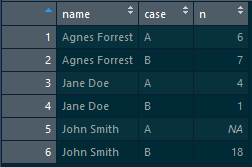 name case n
1 Agnes Forrest A 6
2 Agnes Forrest B 7
3 Jane Doe A 4
4 Jane Doe B 1
5 John Smith A NA
6 John Smith B 18